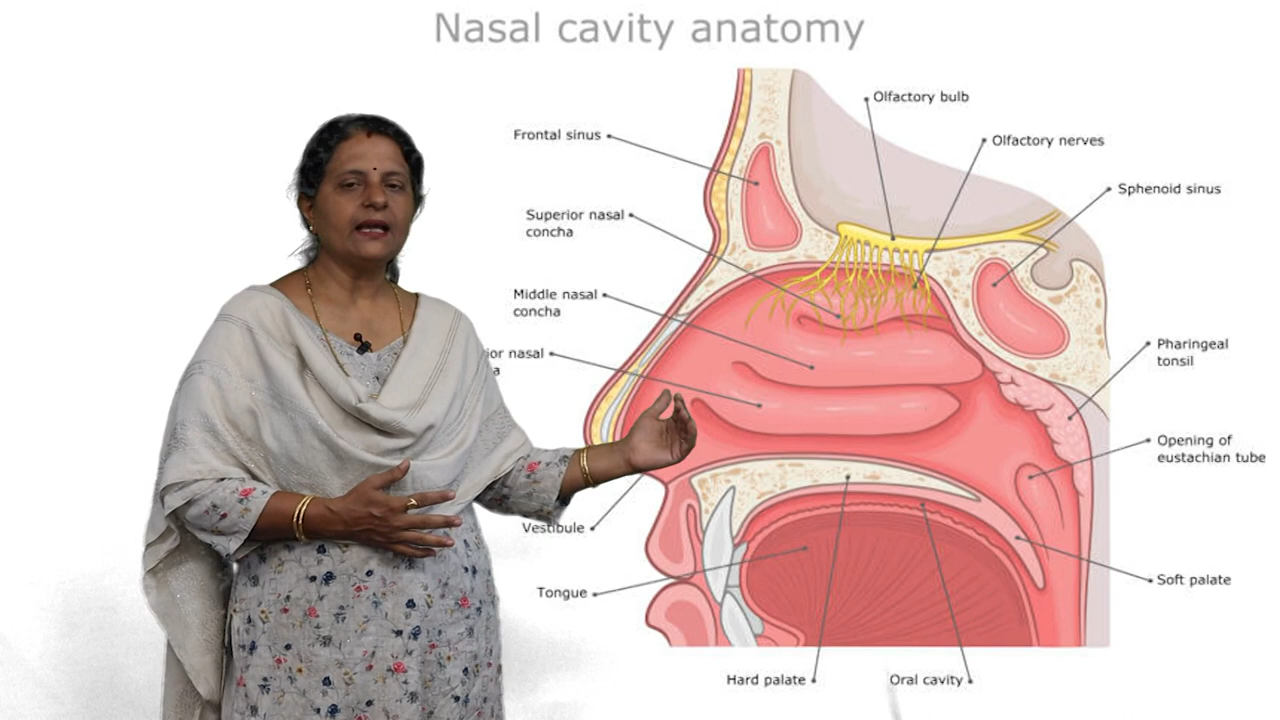 Nasal cavity anatomy
Olfactory bulb
Frontal sinus
Olfactory nerves
Sphenoid sinus
Superior nasal
concha
Middle nasal
concha
Pharingeal
tonsil
nasal
Opening of
eustachian tube
Vestibule
Soft palate
Tongue
Hard palate
Oral cavity